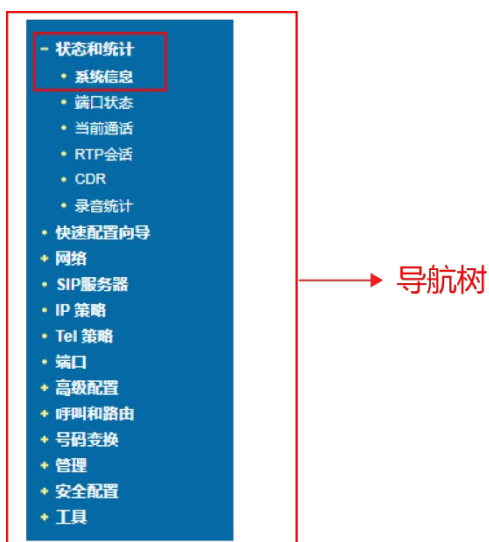 状态和统计
系统信息
端口状态
当前通话
RTP会话
CDR
录音统计
快速配置向导
网络
SIP服务器
IP 策略
Tel 策略
端口
高级配置
呼叫和路由
号码变换
管理
安全配置
工具
导航树